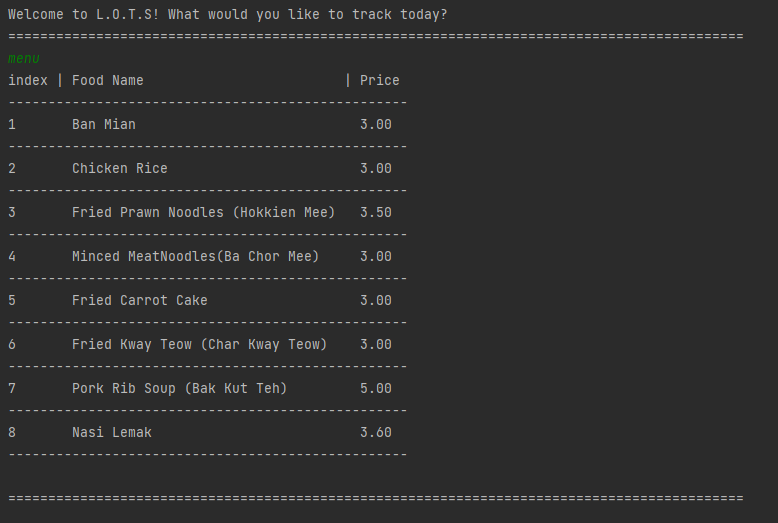 Welcome to L.O.T.S! What would you like to track today?
============================================================================================
menu
index | Food Name                         | Price
--------------------------------------------------
1       Ban Mian                            3.00
--------------------------------------------------
2       Chicken Rice                        3.00
--------------------------------------------------
3       Fried Prawn Noodles (Hokkien Mee)   3.50
--------------------------------------------------
4       Minced MeatNoodles(Ba Chor Mee)     3.00
--------------------------------------------------
5       Fried Carrot Cake                   3.00
--------------------------------------------------
6       Fried Kway Teow (Char Kway Teow)    3.00
--------------------------------------------------
7       Pork Rib Soup (Bak Kut Teh)         5.00
--------------------------------------------------
8       Nasi Lemak                          3.60
--------------------------------------------------

============================================================================================